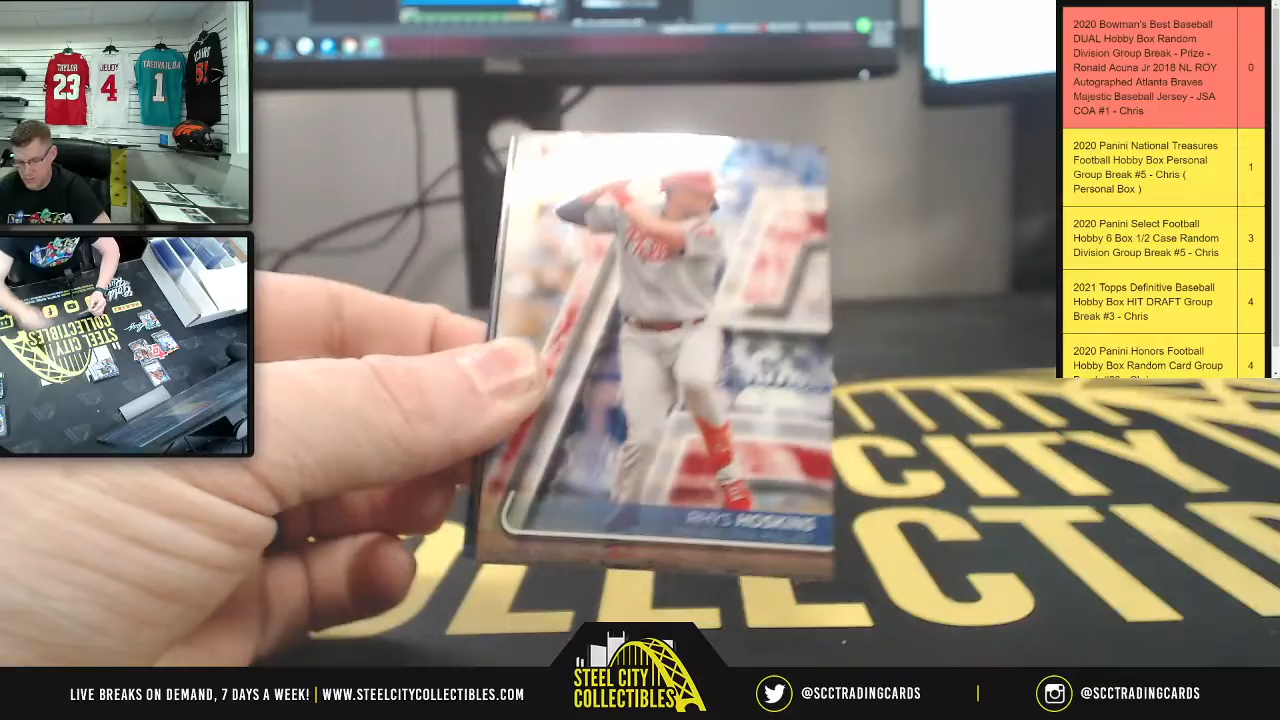 TAYLOR
23
JEUDY
4
TAGOVAILOA
1
STEEL CITY
COLLECTIBLES
RHYS HOSKINS
CITY
2020 Bowman's Best Baseball
DUAL Hobby Box Random
Division Group Break - Prize -
Ronald Acuna Jr 2018 NL ROY
Autographed Atlanta Braves
Majestic Baseball Jersey - JSA
COA #1 - Chris
0
2020 Panini National Treasures
Football Hobby Box Personal
Group Break #5 - Chris (
Personal Box )
1
2020 Panini Select Football
Hobby 6 Box 1/2 Case Random
Division Group Break #5 - Chris
3
2021 Topps Definitive Baseball
Hobby Box HIT DRAFT Group
Break #3 - Chris
4
2020 Panini Honors Football
Hobby Box Random Card Group
4
LIVE BREAKS ON DEMAND, 7 DAYS A WEEK! | WWW.STEELCITYCOLLECTIBLES.COM
STEEL CITY
COLLECTIBLES
@SCCTRADINGCARDS
|
@SCCTRADINGCARDS